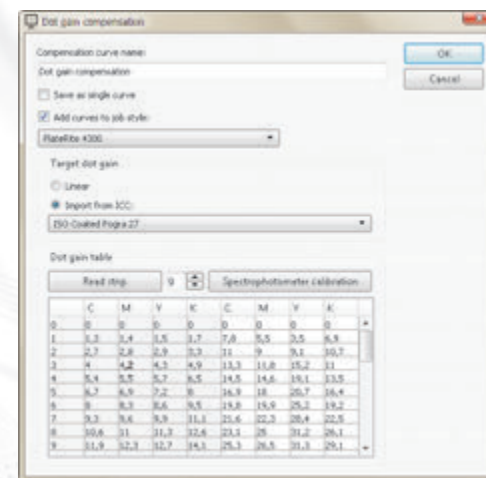 Dot gain compensation
Compensation curve name:
OK
Dot gain compensation
Cancel
Save as single curve
Add curves to job style:
PlateRite 4300
Target dot gain
Linear
Import from ICC:
ISO Coated Fogra 27
Dot gain table
Read strip 9 Spectrophotometer calibration
C M Y K C M Y K
0 0 0 0 0 0 0 0 0
1 1,3 1,4 1,5 1,7 7,8 5,5 3,5 6,9
2 2,7 2,8 2,9 3,3 11 9 9,1 10,7
3 4 4,2 4,3 4,9 13,3 11,8 15,2 11
4 5,4 5,5 5,7 6,5 14,5 14,6 19,1 13,5
5 6,7 6,9 7,2 8 16,9 18 20,7 16,4
6 8 8,3 8,6 9,5 19,8 19,9 25,2 19,2
7 9,3 9,6 9,9 11,1 21,6 22,3 28,4 22,5
8 10,6 11 11,3 12,6 23,1 25 31,2 26,1
9 11,9 12,3 12,7 14,1 25,3 26,5 31,3 29,1